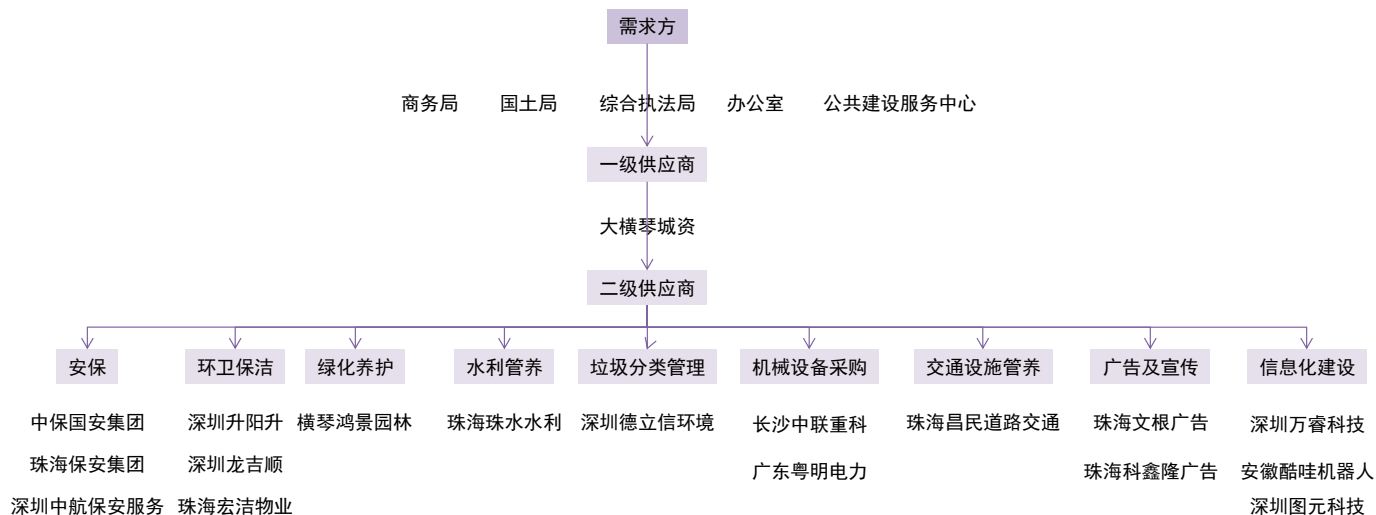 需求方
商务局 国土局 综合执法局 办公室 公共建设服务中心
一级供应商
大横琴城资
二级供应商
安保 环卫保洁 绿化养护 水利管养 垃圾分类管理 机械设备采购 交通设施管养 广告及宣传 信息化建设
中保国安集团 深圳升阳升 横琴鸿景园林 珠海珠水水利 深圳德立信环境 长沙中联重科 珠海昌民道路交通 珠海文根广告 深圳万睿科技
珠海保安集团 深圳龙吉顺 广东粤明电力 珠海科鑫隆广告 安徽酷哇机器人
深圳中航保安服务 珠海宏洁物业 深圳图元科技